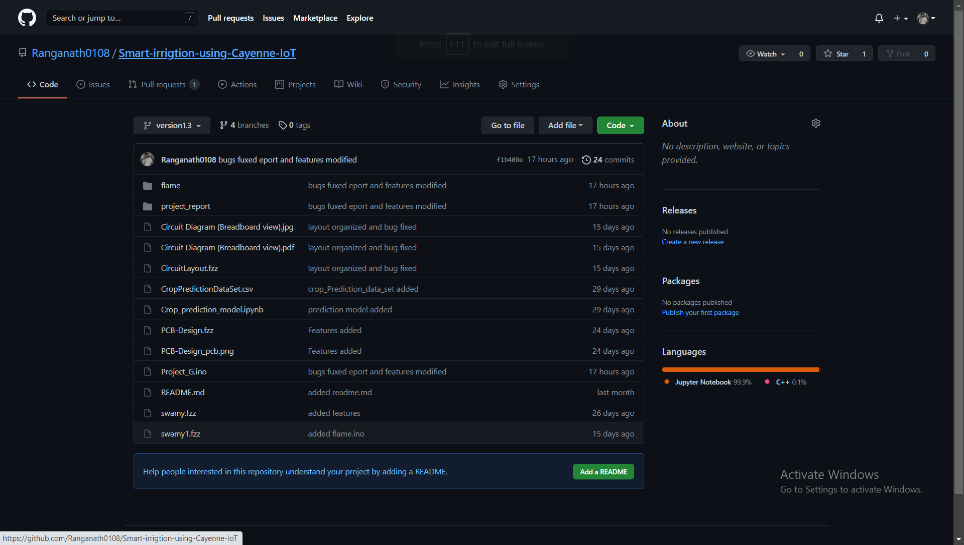 Search or jump to... / Pull requests Issues Marketplace Explore
Press F11 to exit full screen
Ranganath0108 / Smart-irrigtion-using-Cayenne-IoT Watch 0 Star 1 Fork 0
Code Issues Pull requests 1 Actions Projects Wiki Security Insights Settings
version1.3 4 branches 0 tags Go to file Add file Code
Ranganath0108 bugs fuxed eport and features modified f1b400e 17 hours ago 24 commits
flame bugs fuxed eport and features modified 17 hours ago
project_report bugs fuxed eport and features modified 17 hours ago
Circuit Diagram (Breadboard view).jpg layout organized and bug fixed 15 days ago
Circuit Diagram (Breadboard view).pdf layout organized and bug fixed 15 days ago
CircuitLayout.fzz layout organized and bug fixed 15 days ago
CropPredictionDataSet.csv crop_Prediction_data_set added 29 days ago
Crop_prediction_model.ipynb prediction model added 29 days ago
PCB-Design.fzz Features added 24 days ago
PCB-Design_pcb.png Features added 24 days ago
Project_G.ino bugs fuxed eport and features modified 17 hours ago
README.md added readme.md last month
swamy.fzz added features 26 days ago
swamy1.fzz added flame.ino 15 days ago
Help people interested in this repository understand your project by adding a README. Add a README
About
No description, website, or topics
provided.
Releases
No releases published
Create a new release
Packages
No packages published
Publish your first package
Languages
Jupyter Notebook 99.9% C++ 0.1%
Activate Windows
Go to Settings to activate Windows.
https://github.com/Ranganath0108/Smart-irrigtion-using-Cayenne-IoT